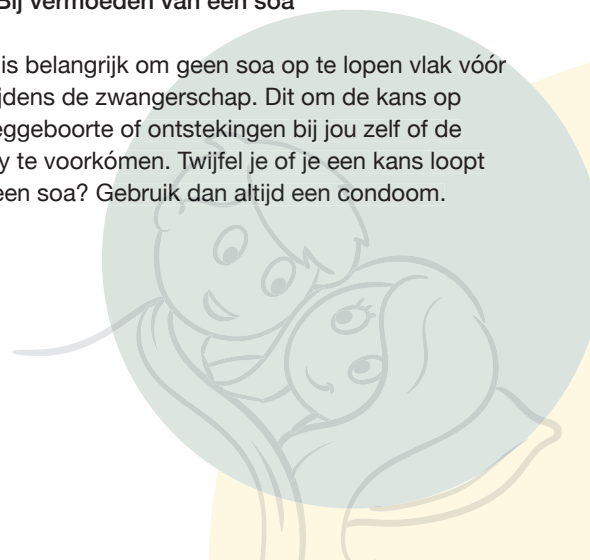 Bij vermoeden van een soa
is belangrijk om geen soa op te lopen vlak vóór
jdens de zwangerschap. Dit om de kans op
eggeboorte of ontstekingen bij jou zelf of de
y te voorkómen. Twijfel je of je een kans loopt
een soa? Gebruik dan altijd een condoom.